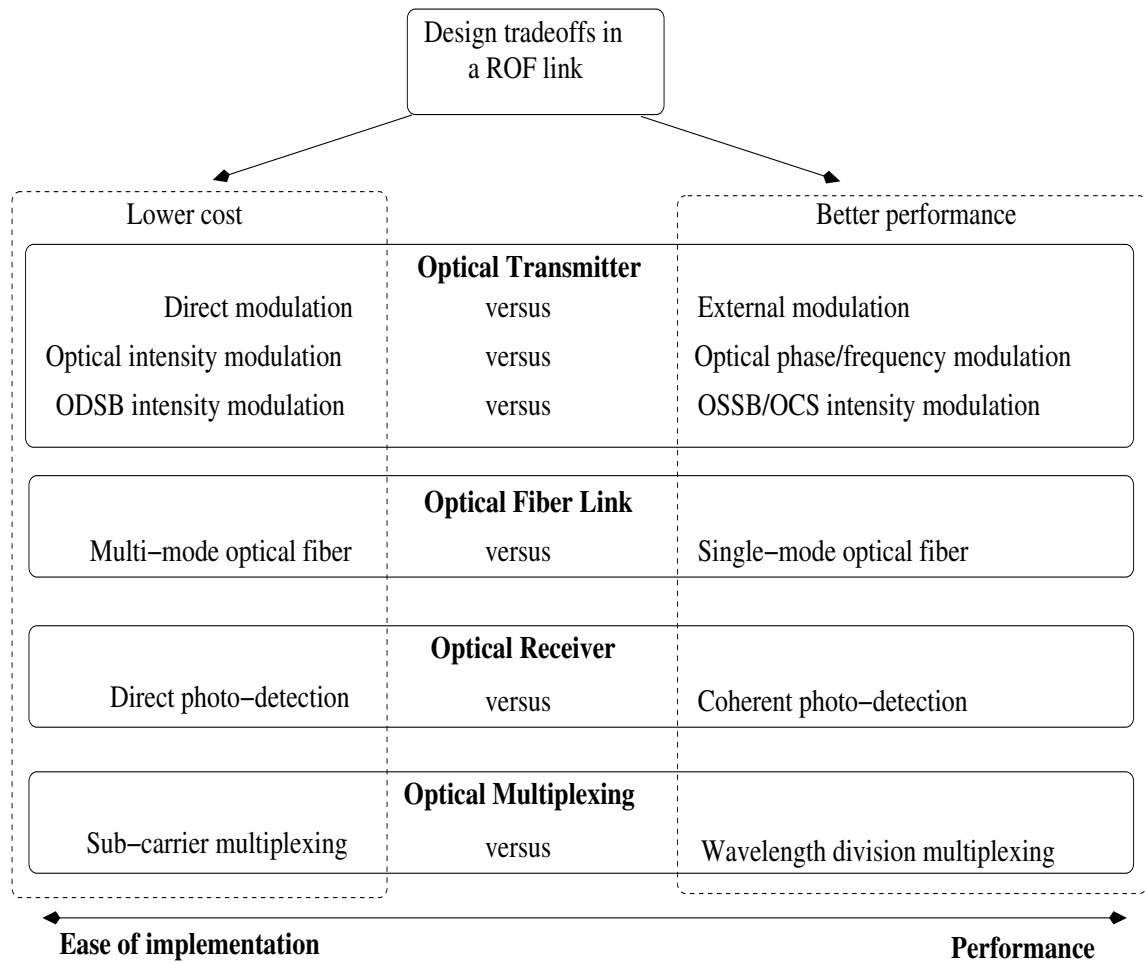 Design tradeoffs in
a ROF link
Lower cost
Better performance
Optical Transmitter
Direct modulation versus External modulation
Optical intensity modulation versus Optical phase/frequency modulation
ODSB intensity modulation versus OSSB/OCS intensity modulation
Optical Fiber Link
Multi−mode optical fiber versus Single−mode optical fiber
Optical Receiver
Direct photo−detection versus Coherent photo−detection
Optical Multiplexing
Sub−carrier multiplexing versus Wavelength division multiplexing
Ease of implementation
Performance